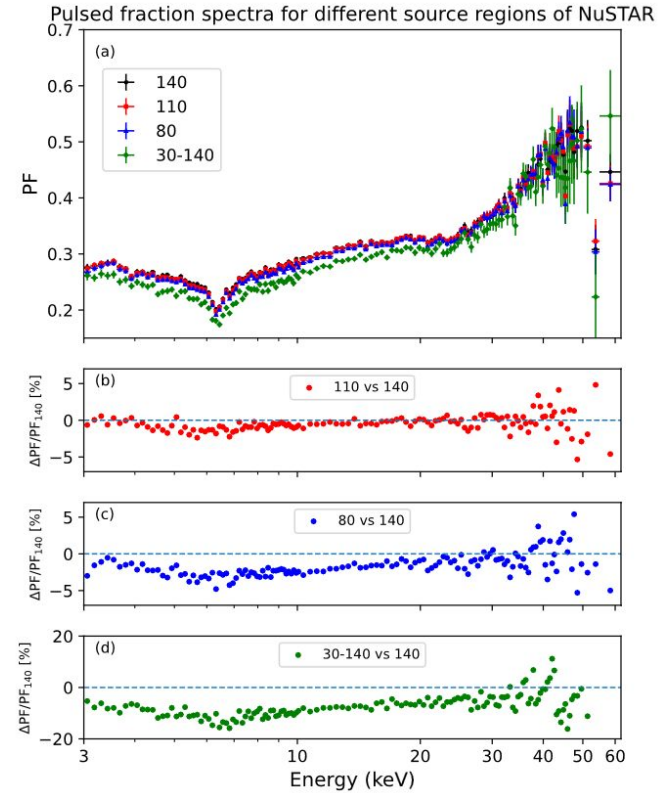 Pulsed fraction spectra for different source regions of NuSTAR
(a)
140
110
80
30-140
PF
0.7
0.6
0.5
0.4
0.3
0.2
(b)
110 vs 140
ΔPF/PF140 [%]
5
0
−5
(c)
80 vs 140
ΔPF/PF140 [%]
5
0
−5
(d)
30-140 vs 140
ΔPF/PF140 [%]
20
0
−20
3 10 20 30 40 50 60
Energy (keV)